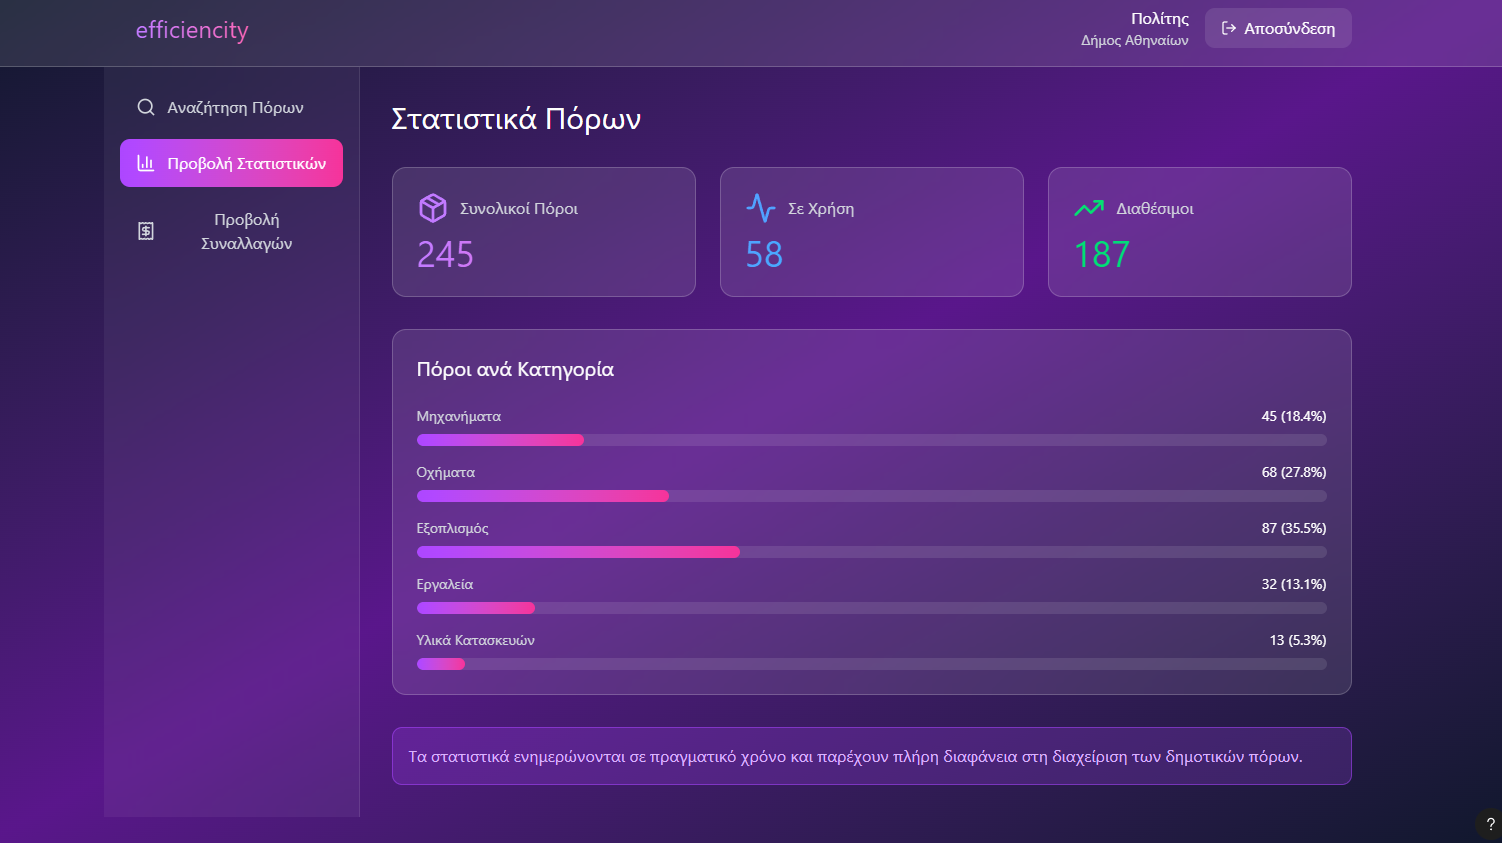 efficiencity
Πολίτης
Δήμος Αθηναίων
Αποσύνδεση
Αναζήτηση Πόρων
Προβολή Στατιστικών
Προβολή
Συναλλαγών
Στατιστικά Πόρων
Συνολικοί Πόροι
245
Σε Χρήση
58
Διαθέσιμοι
187
Πόροι ανά Κατηγορία
Μηχανήματα 45 (18.4%)
Οχήματα 68 (27.8%)
Εξοπλισμός 87 (35.5%)
Εργαλεία 32 (13.1%)
Υλικά Κατασκευών 13 (5.3%)
Τα στατιστικά ενημερώνονται σε πραγματικό χρόνο και παρέχουν πλήρη διαφάνεια στη διαχείριση των δημοτικών πόρων.
?